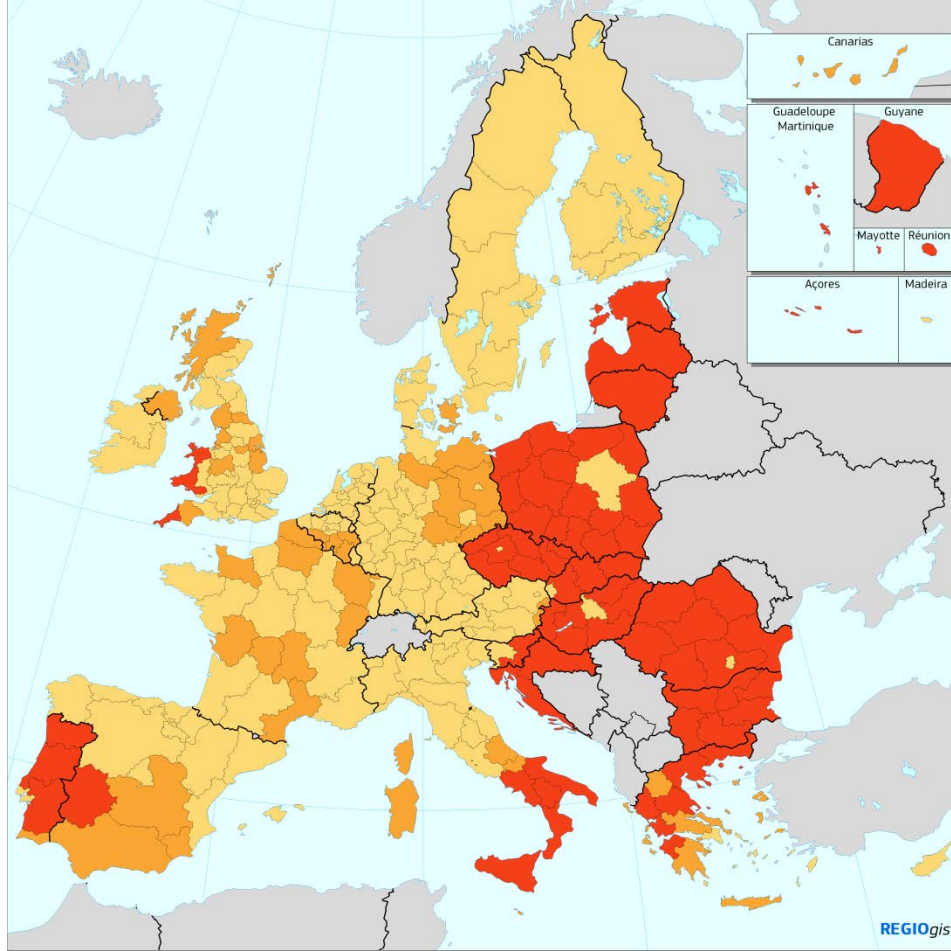 Canarias
Guadeloupe
Martinique
Guyane
Mayotte
Réunion
Açores
Madeira
REGIOgis